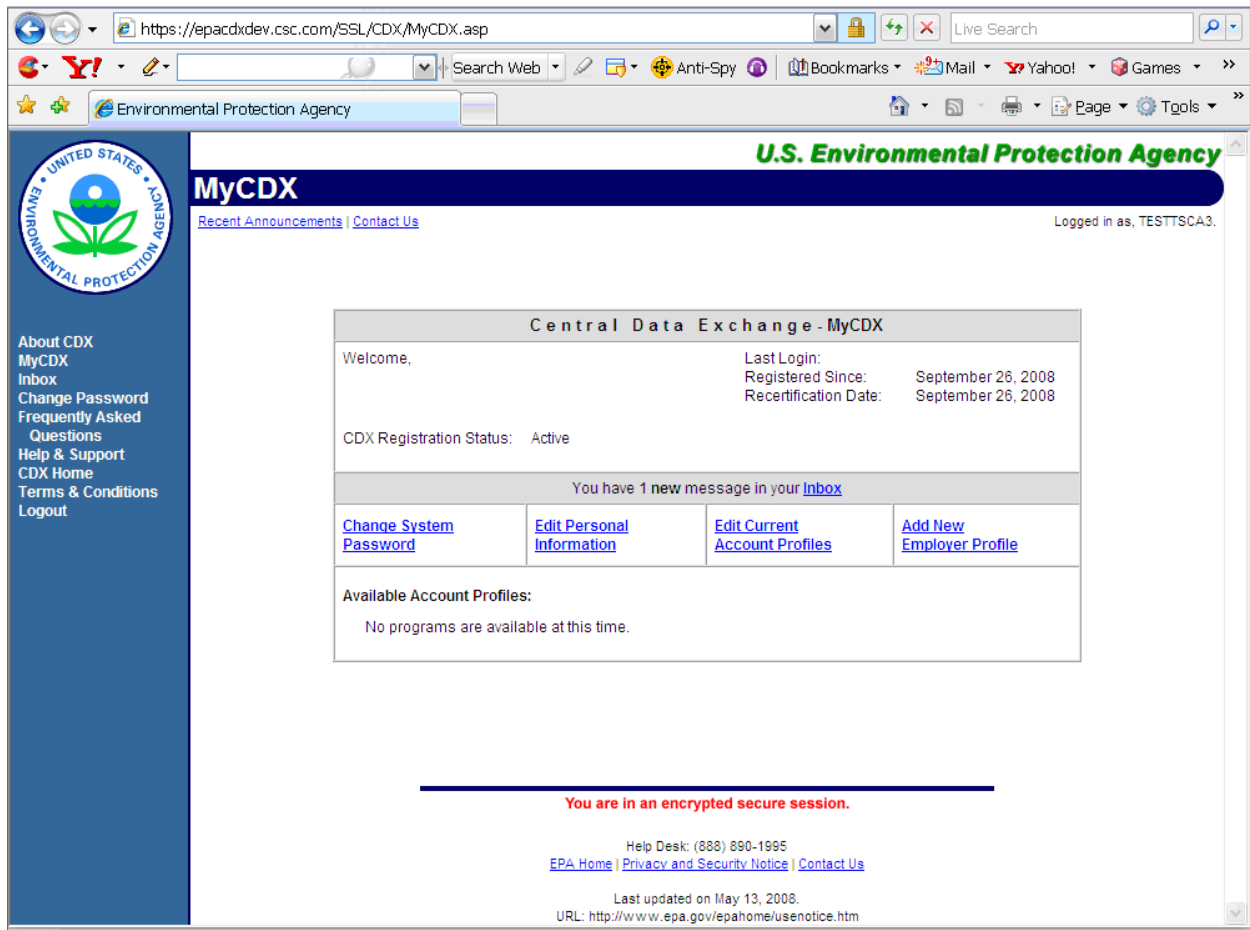 https://epacdxdev.csc.com/SSL/CDX/MyCDX.asp
Live Search
Y!
Search Web
Anti-Spy
Bookmarks
Mail
Yahoo!
Games
»
Environmental Protection Agency
Page
Tools
»
UNITED STATES
ENVIRONMENTAL PROTECTION AGENCY
U.S. Environmental Protection Agency
MyCDX
Recent Announcements | Contact Us
Logged in as, TESTTSCA3.
About CDX
MyCDX
Inbox
Change Password
Frequently Asked
Questions
Help & Support
CDX Home
Terms & Conditions
Logout
Central Data Exchange - MyCDX
Welcome,
Last Login:
Registered Since: September 26, 2008
Recertification Date: September 26, 2008
CDX Registration Status: Active
You have 1 new message in your Inbox
Change System
Password
Edit Personal
Information
Edit Current
Account Profiles
Add New
Employer Profile
Available Account Profiles:
No programs are available at this time.
You are in an encrypted secure session.
Help Desk: (888) 890-1995
EPA Home | Privacy and Security Notice | Contact Us
Last updated on May 13, 2008.
URL: http://www.epa.gov/epahome/usenotice.htm